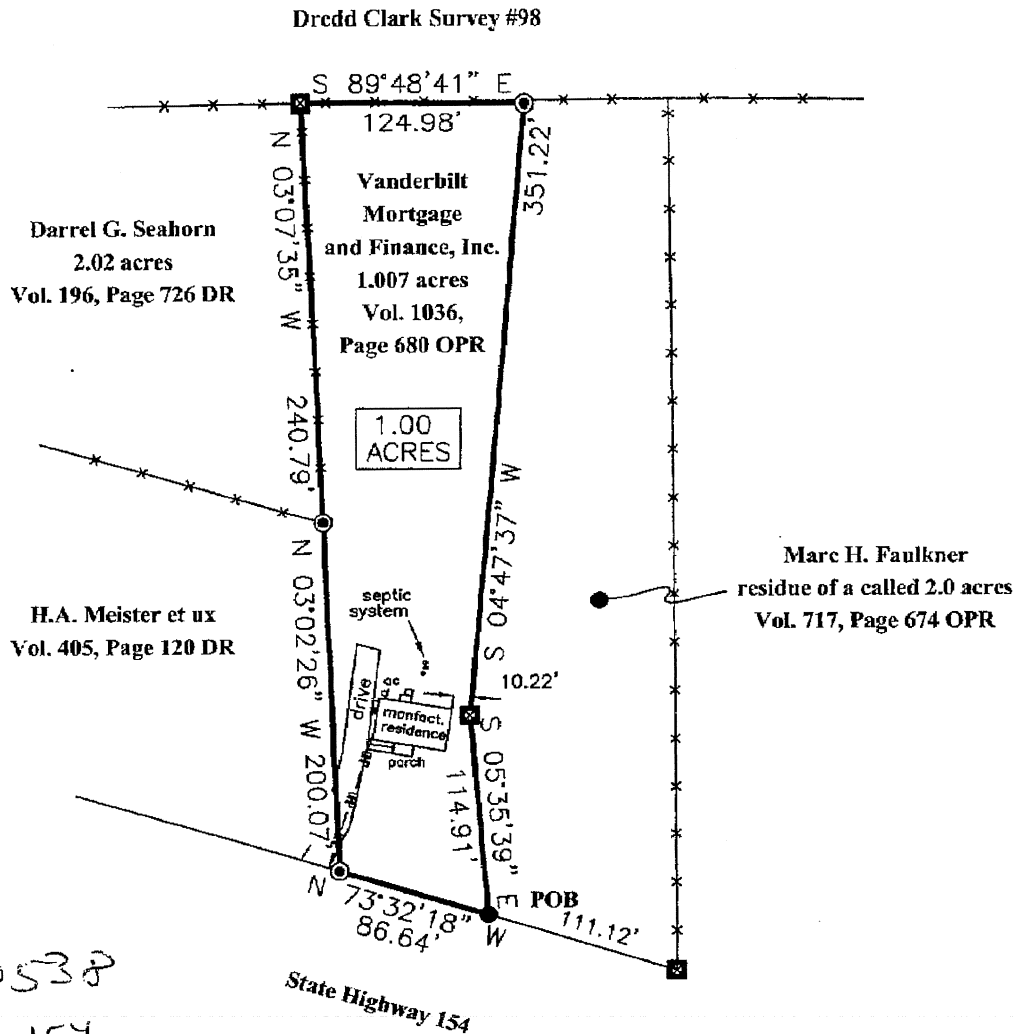 Dredd Clark Survey #98
S 89°48'41" E
124.98'
N 03°07'35" W
240.79'
351.22'
Vanderbilt
Mortgage
and Finance, Inc.
1.007 acres
Vol. 1036,
Page 680 OPR
Darrel G. Seahorn
2.02 acres
Vol. 196, Page 726 DR
1.00
ACRES
S 04°47'37" W
Marc H. Faulkner
residue of a called 2.0 acres
Vol. 717, Page 674 OPR
H.A. Meister et ux
Vol. 405, Page 120 DR
N 03°02'26" W 200.07'
septic
system
drive
ac
manfact.
residence
porch
10.22'
S 05°35'39" E
114.91'
N 73°32'18" W
86.64'
POB
111.12'
State Highway 154
538
154